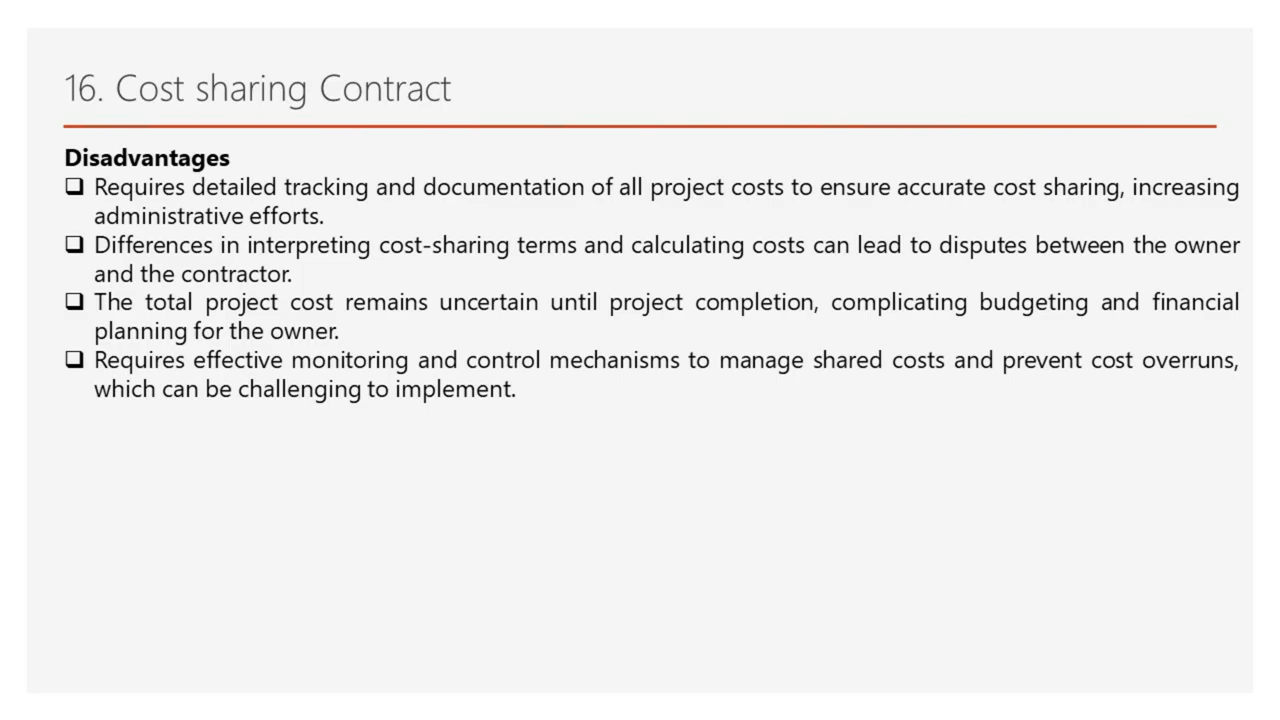 16. Cost sharing Contract
Disadvantages
❑ Requires detailed tracking and documentation of all project costs to ensure accurate cost sharing, increasing
administrative efforts.
❑ Differences in interpreting cost-sharing terms and calculating costs can lead to disputes between the owner
and the contractor.
❑ The total project cost remains uncertain until project completion, complicating budgeting and financial
planning for the owner.
❑ Requires effective monitoring and control mechanisms to manage shared costs and prevent cost overruns,
which can be challenging to implement.